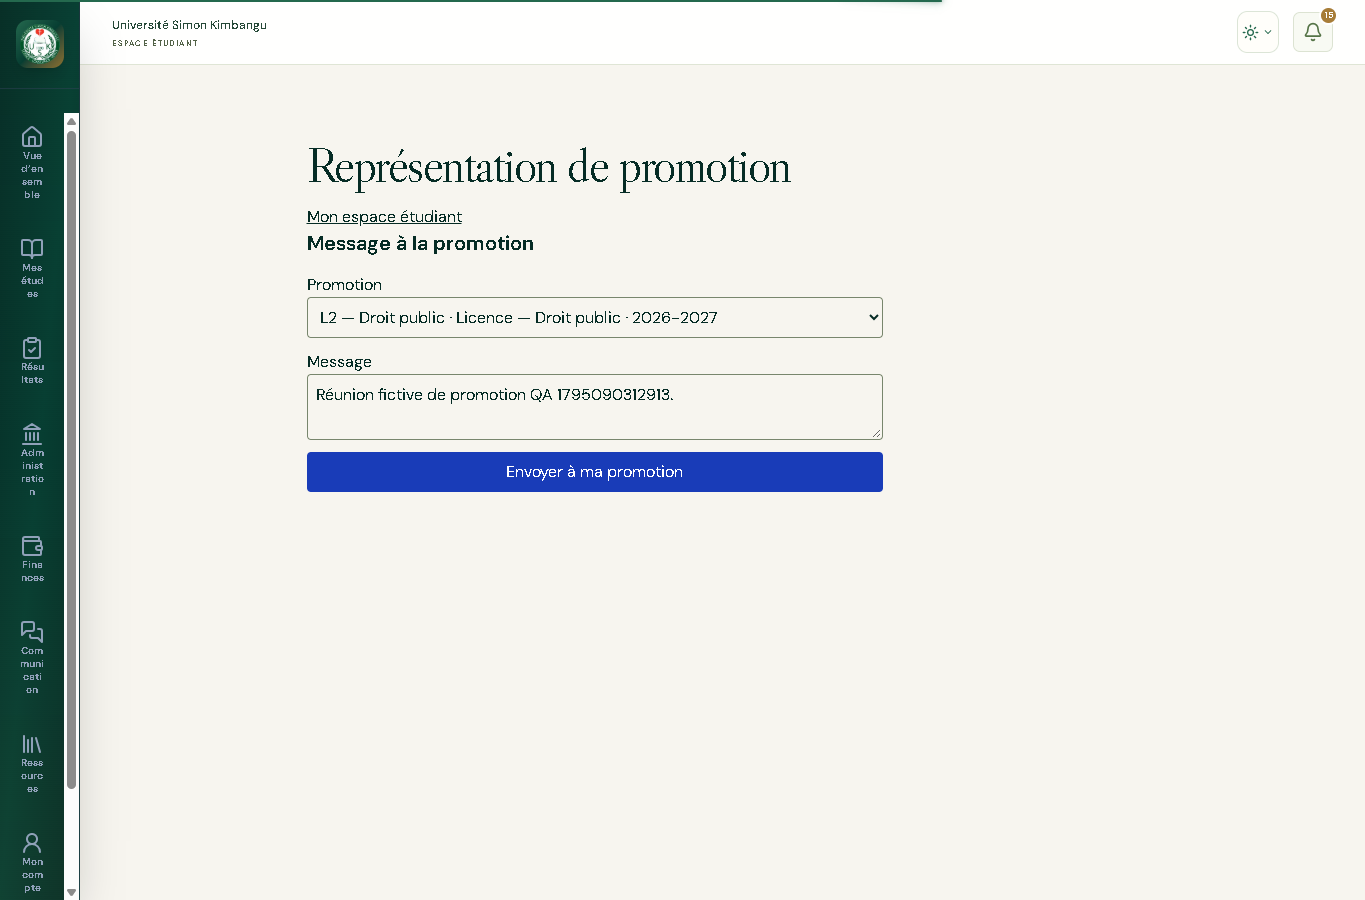 Université Simon Kimbangu
ESPACE ÉTUDIANT
15
Vue
d'en
sem
ble
Mes
étud
es
Résu
ltats
Adm
inist
ratio
n
Fina
nces
Com
muni
cati
on
Ress
ourc
es
Mon
com
pte
Représentation de promotion
Mon espace étudiant
Message à la promotion
Promotion
L2 — Droit public · Licence — Droit public · 2026-2027
Message
Réunion fictive de promotion QA 1795090312913.
Envoyer à ma promotion